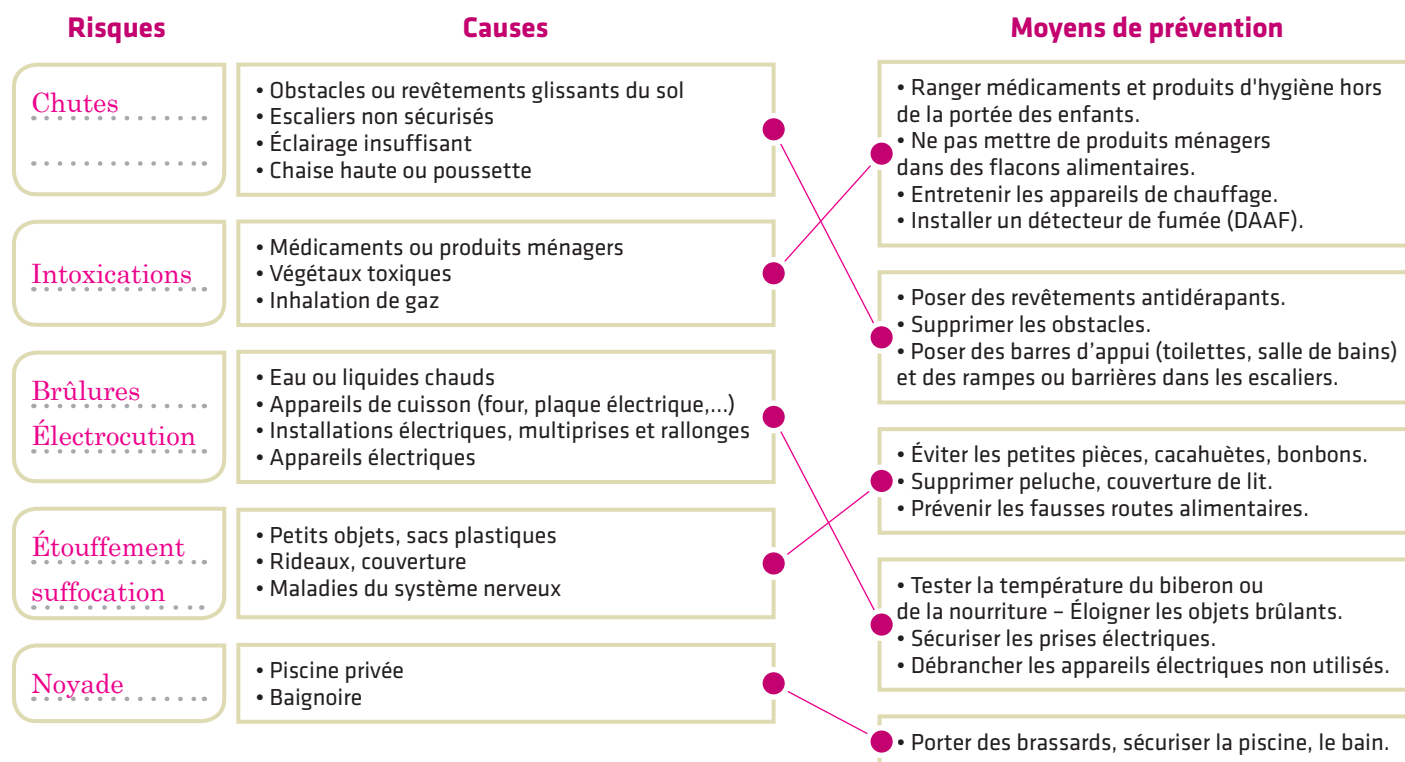 Risques
Causes
Moyens de prévention
Chutes
• Obstacles ou revêtements glissants du sol
• Escaliers non sécurisés
• Éclairage insuffisant
• Chaise haute ou poussette
Intoxications
• Médicaments ou produits ménagers
• Végétaux toxiques
• Inhalation de gaz
Brûlures
Électrocution
• Eau ou liquides chauds
• Appareils de cuisson (four, plaque électrique,...)
• Installations électriques, multiprises et rallonges
• Appareils électriques
Étouffement
suffocation
• Petits objets, sacs plastiques
• Rideaux, couverture
• Maladies du système nerveux
Noyade
• Piscine privée
• Baignoire
• Ranger médicaments et produits d'hygiène hors
de la portée des enfants.
• Ne pas mettre de produits ménagers
dans des flacons alimentaires.
• Entretenir les appareils de chauffage.
• Installer un détecteur de fumée (DAAF).
• Poser des revêtements antidérapants.
• Supprimer les obstacles.
• Poser des barres d’appui (toilettes, salle de bains)
et des rampes ou barrières dans les escaliers.
• Éviter les petites pièces, cacahuètes, bonbons.
• Supprimer peluche, couverture de lit.
• Prévenir les fausses routes alimentaires.
• Tester la température du biberon ou
de la nourriture – Éloigner les objets brûlants.
• Sécuriser les prises électriques.
• Débrancher les appareils électriques non utilisés.
• Porter des brassards, sécuriser la piscine, le bain.